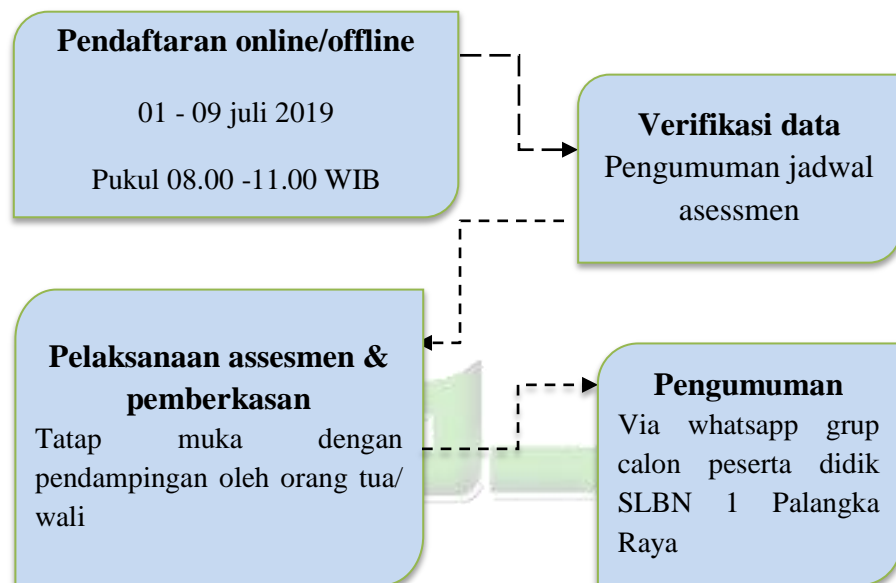 Pendaftaran online/offline
01 - 09 juli 2019
Pukul 08.00 -11.00 WIB
Verifikasi data
Pengumuman jadwal
asessmen
Pelaksanaan assesmen &
pemberkasan
Tatap muka dengan
pendampingan oleh orang tua/
wali
Pengumuman
Via whatsapp grup
calon peserta didik
SLBN 1 Palangka
Raya